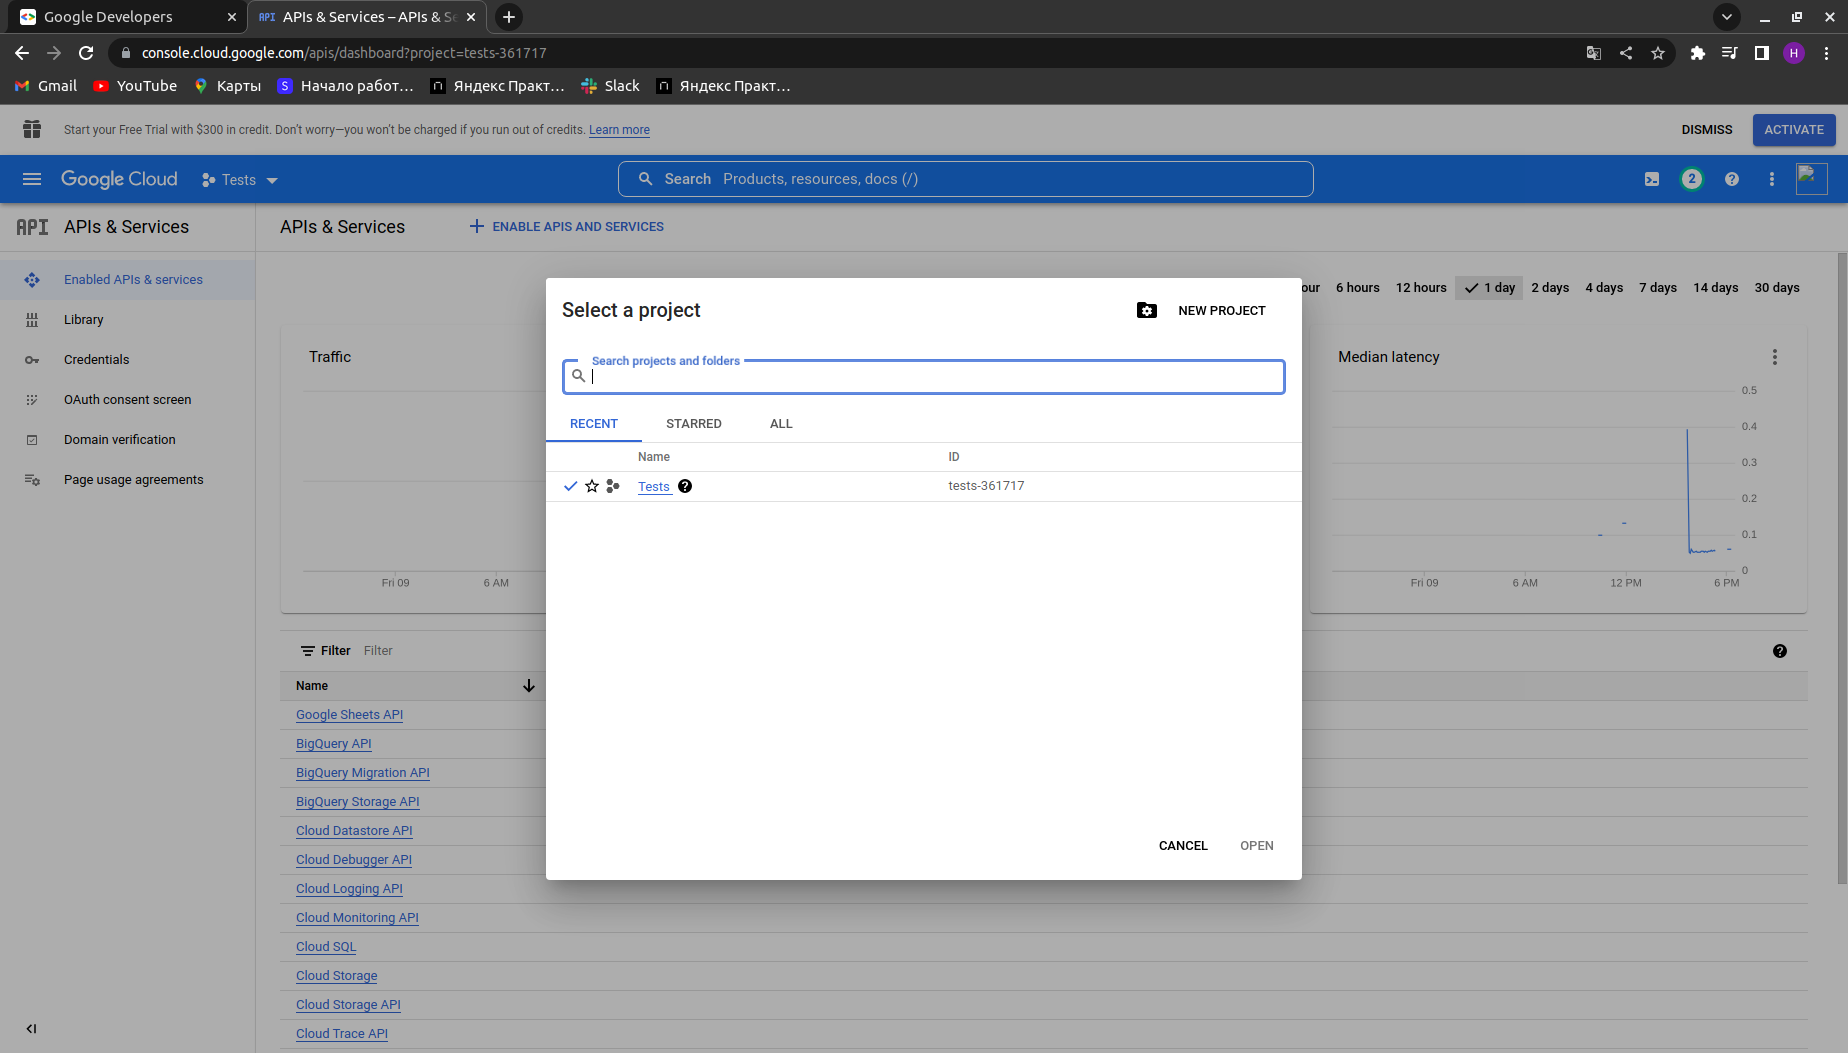 Google Developers
API APIs & Services – APIs & Se
console.cloud.google.com/apis/dashboard?project=tests-361717
H
Gmail YouTube Карты S Начало работ… Яндекс Практ… Slack Яндекс Практ…
Start your Free Trial with $300 in credit. Don't worry—you won't be charged if you run out of credits. Learn more
DISMISS ACTIVATE
Google Cloud Tests Search Products, resources, docs (/) 2
API APIs & Services
APIs & Services ENABLE APIS AND SERVICES
Enabled APIs & services
Library
Credentials
OAuth consent screen
Domain verification
Page usage agreements
our 6 hours 12 hours 1 day 2 days 4 days 7 days 14 days 30 days
Traffic
Fri 09 6 AM
Select a project NEW PROJECT
Search projects and folders
RECENT STARRED ALL
Name ID
Tests tests-361717
CANCEL OPEN
Median latency
0.5
0.4
0.3
0.2
0.1
0
Fri 09 6 AM 12 PM 6 PM
Filter Filter
Name
Google Sheets API
BigQuery API
BigQuery Migration API
BigQuery Storage API
Cloud Datastore API
Cloud Debugger API
Cloud Logging API
Cloud Monitoring API
Cloud SQL
Cloud Storage
Cloud Storage API
Cloud Trace API